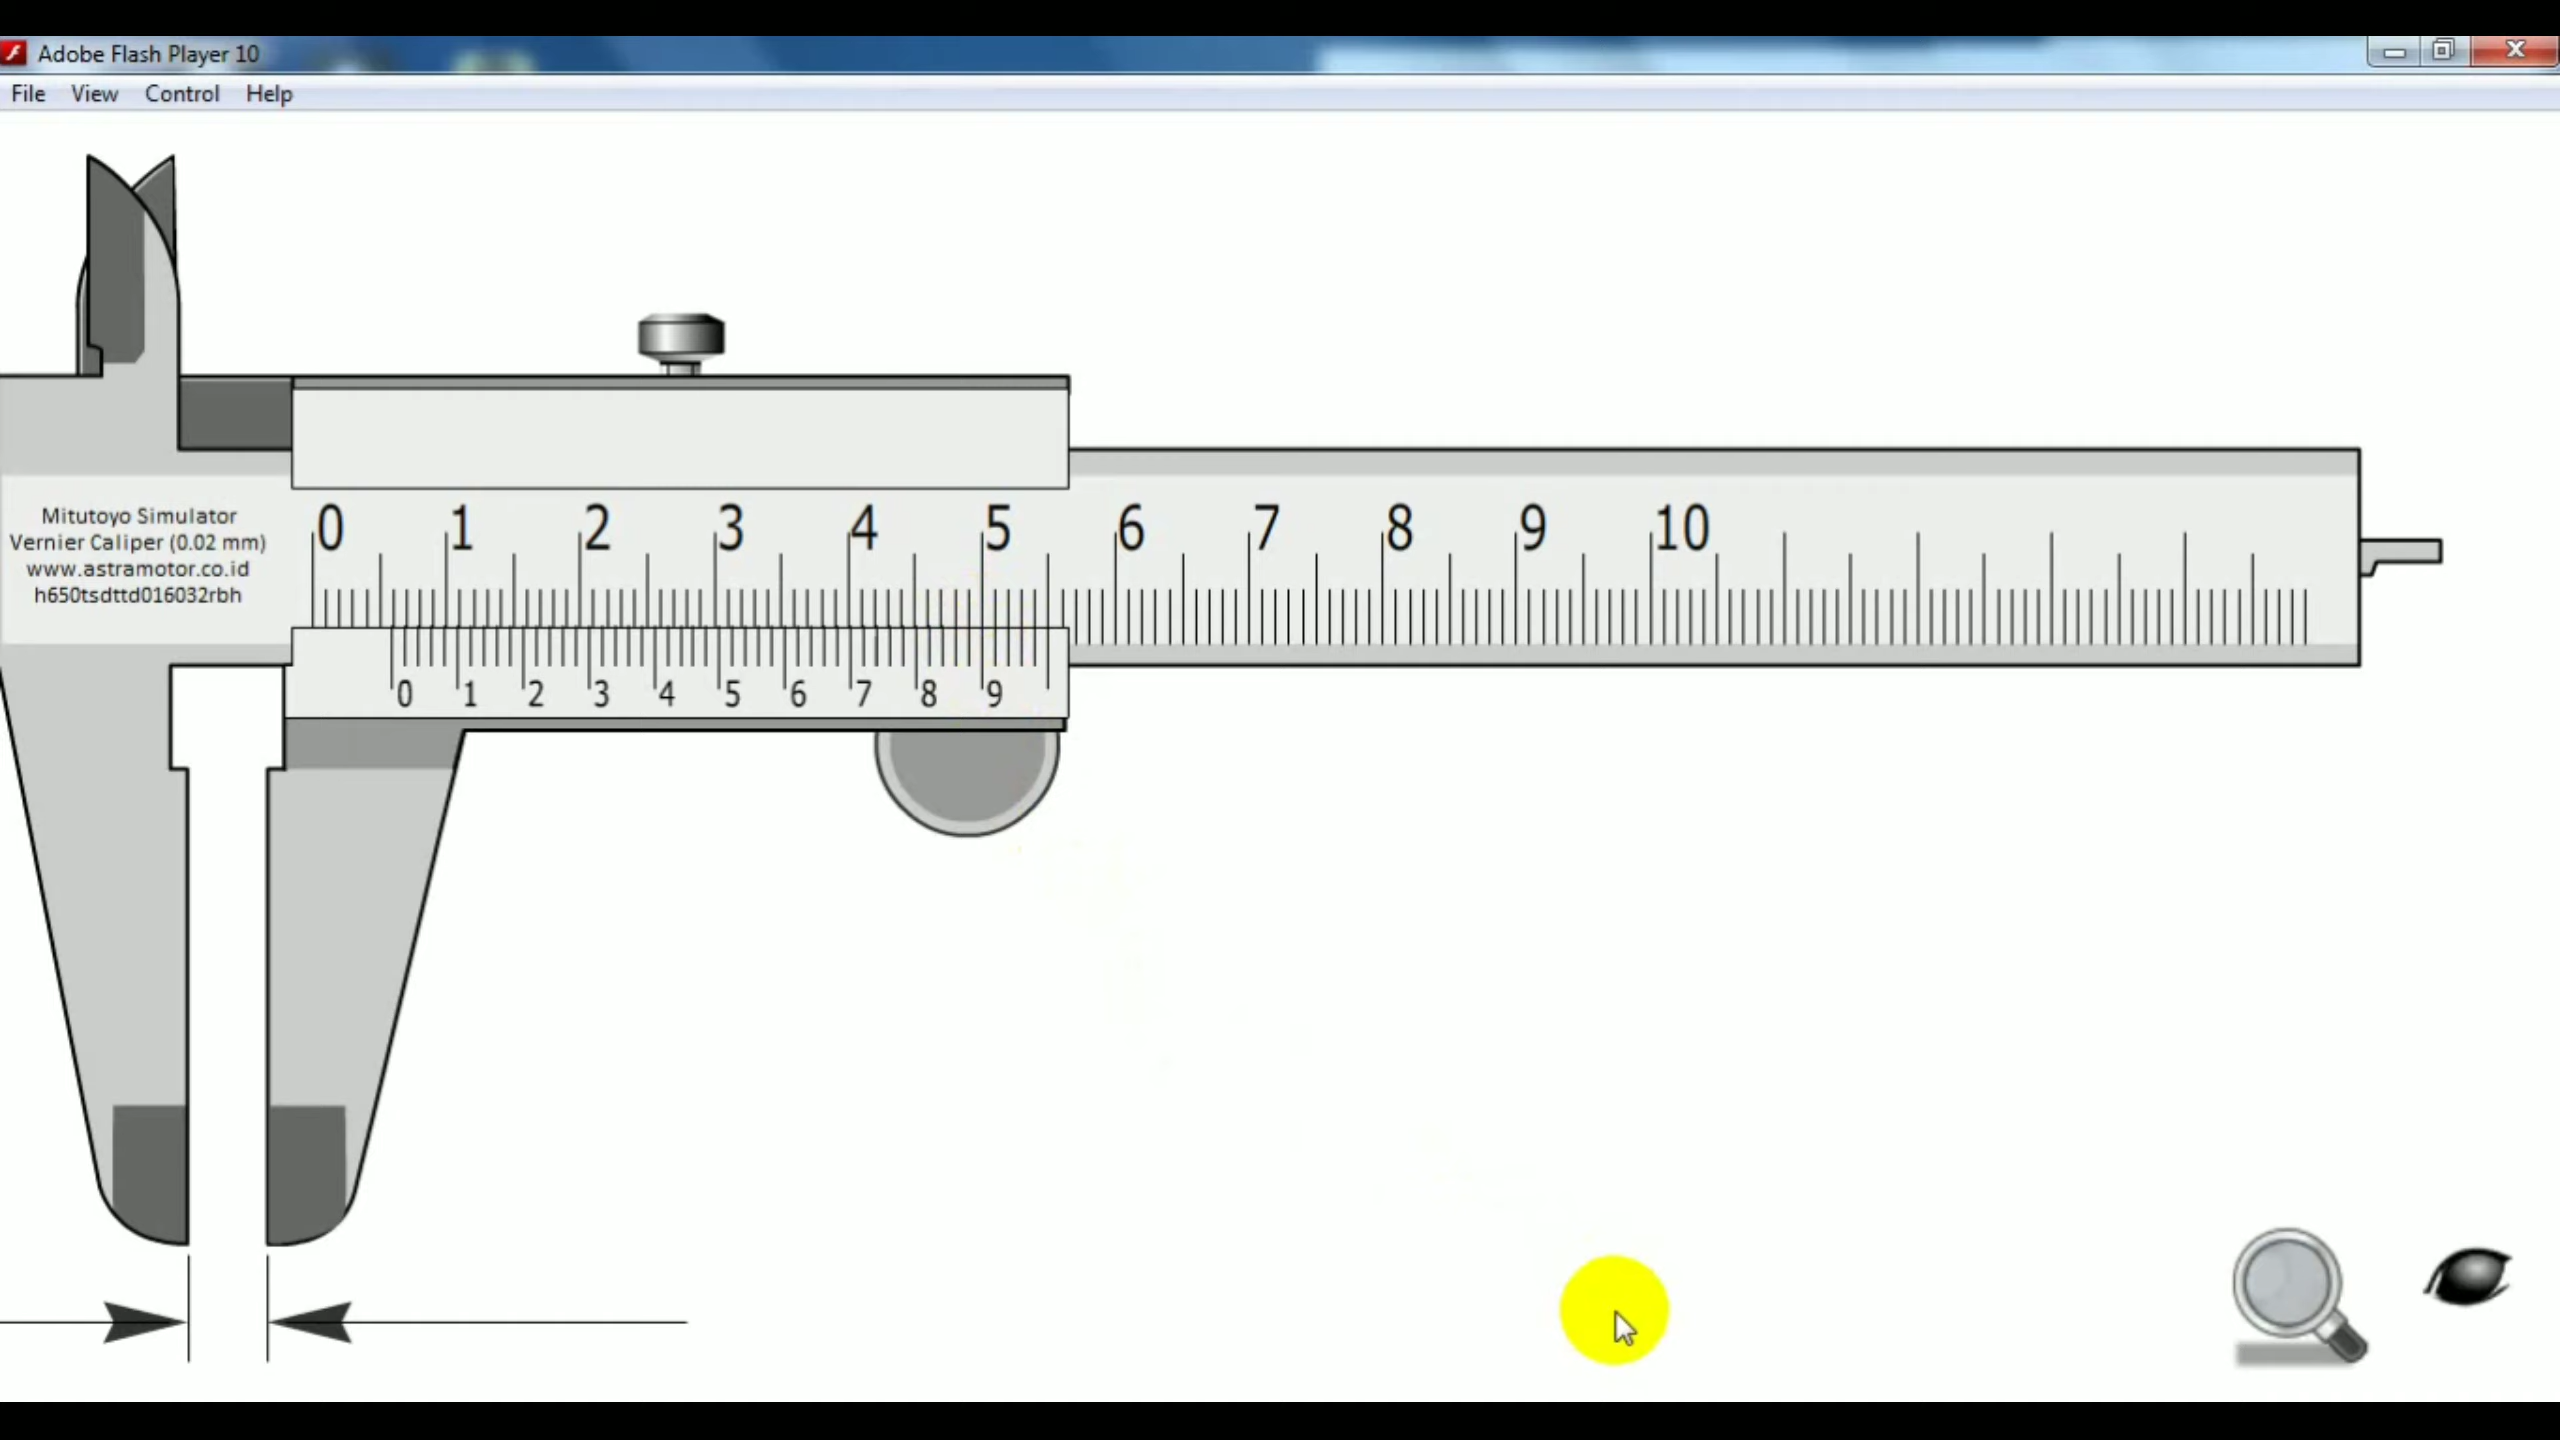 Adobe Flash Player 10
File View Control Help
Mitutoyo Simulator
Vernier Caliper (0.02 mm)
www.astramotor.co.id
h650tsdttd016032rbh
0 1 2 3 4 5 6 7 8 9 10
0 1 2 3 4 5 6 7 8 9